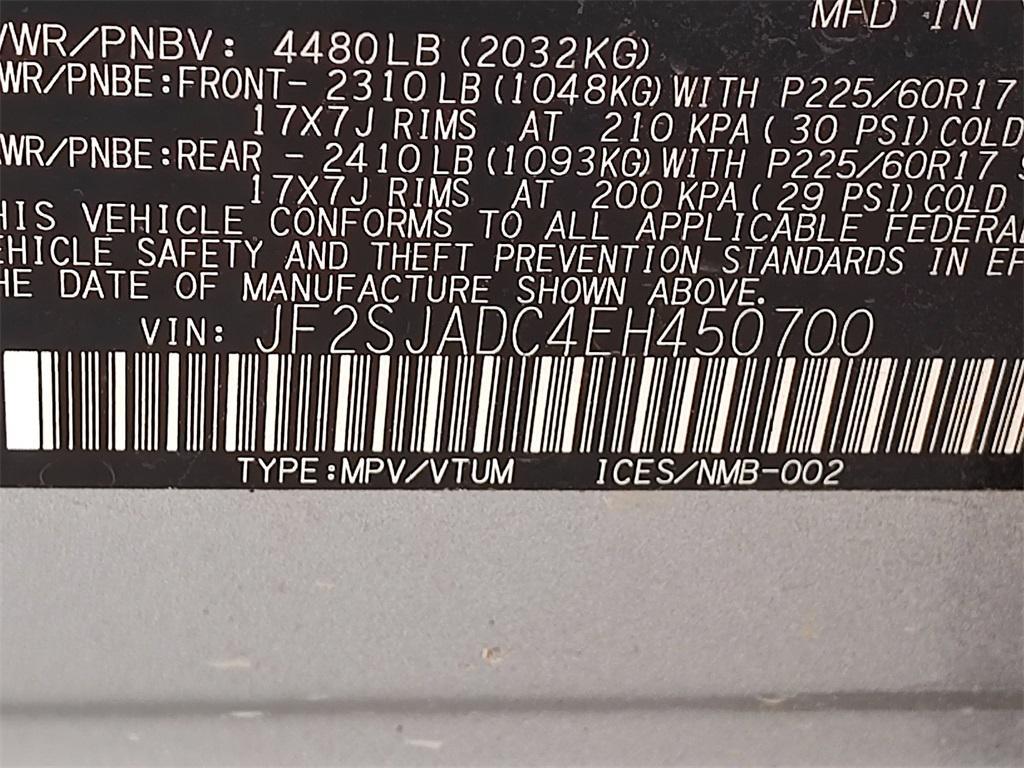 MFD IN
VWR/PNBV: 4480LB (2032KG)
WR/PNBE:FRONT- 2310LB(1048KG)WITH P225/60R17
17X7J RIMS AT 210 KPA(30 PSI)COLD
WR/PNBE:REAR - 2410LB(1093KG)WITH P225/60R17 S
17X7J RIMS AT 200 KPA(29 PSI)COLD
HIS VEHICLE CONFORMS TO ALL APPLICABLE FEDERA
EHICLE SAFETY AND THEFT PREVENTION STANDARDS IN EF
HE DATE OF MANUFACTURE SHOWN ABOVE.
VIN: JF2SJADC4EH450700
TYPE:MPV/VTUM ICES/NMB-002